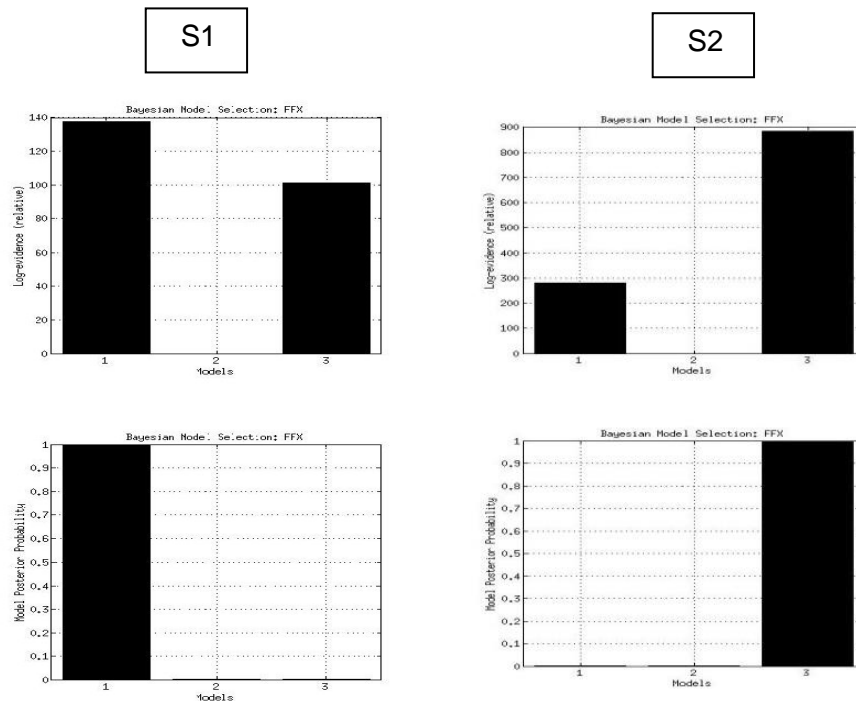 S1
S2
Bayesian Model Selection: FFX
Log-evidence (relative)
140
120
100
80
60
40
20
0
1 2 3
Models
Bayesian Model Selection: FFX
Log-evidence (relative)
900
800
700
600
500
400
300
200
100
0
1 2 3
Models
Bayesian Model Selection: FFX
Model Posterior Probability
1
0.9
0.8
0.7
0.6
0.5
0.4
0.3
0.2
0.1
0
1 2 3
Models
Bayesian Model Selection: FFX
Model Posterior Probability
1
0.9
0.8
0.7
0.6
0.5
0.4
0.3
0.2
0.1
0
1 2 3
Models